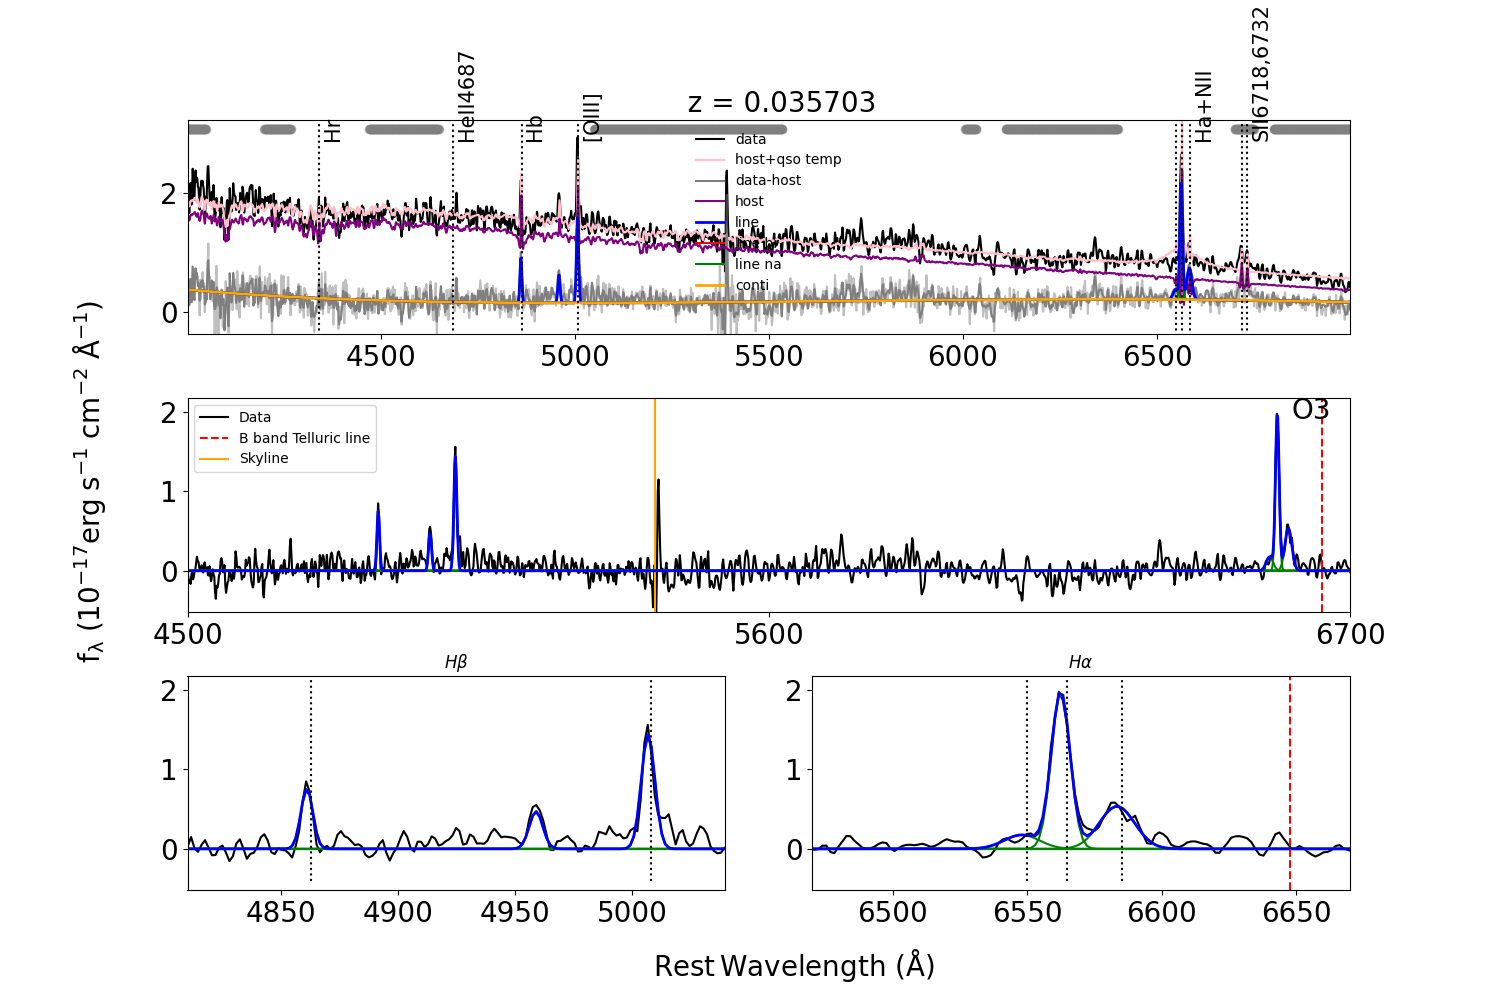 z = 0.035703
Hr
HeII4687
Hb
[OIII]
Ha+NII
SII6718,6732
data
host+qso temp
data-host
host
line
line na
conti
2
0
4500 5000 5500 6000 6500
f_λ (10^−17 erg s^−1 cm^−2 Å^−1)
Data
B band Telluric line
Skyline
O3
2
1
0
4500 5600 6700
Hβ
2
1
0
4850 4900 4950 5000
Hα
2
1
0
6500 6550 6600 6650
Rest Wavelength (Å)